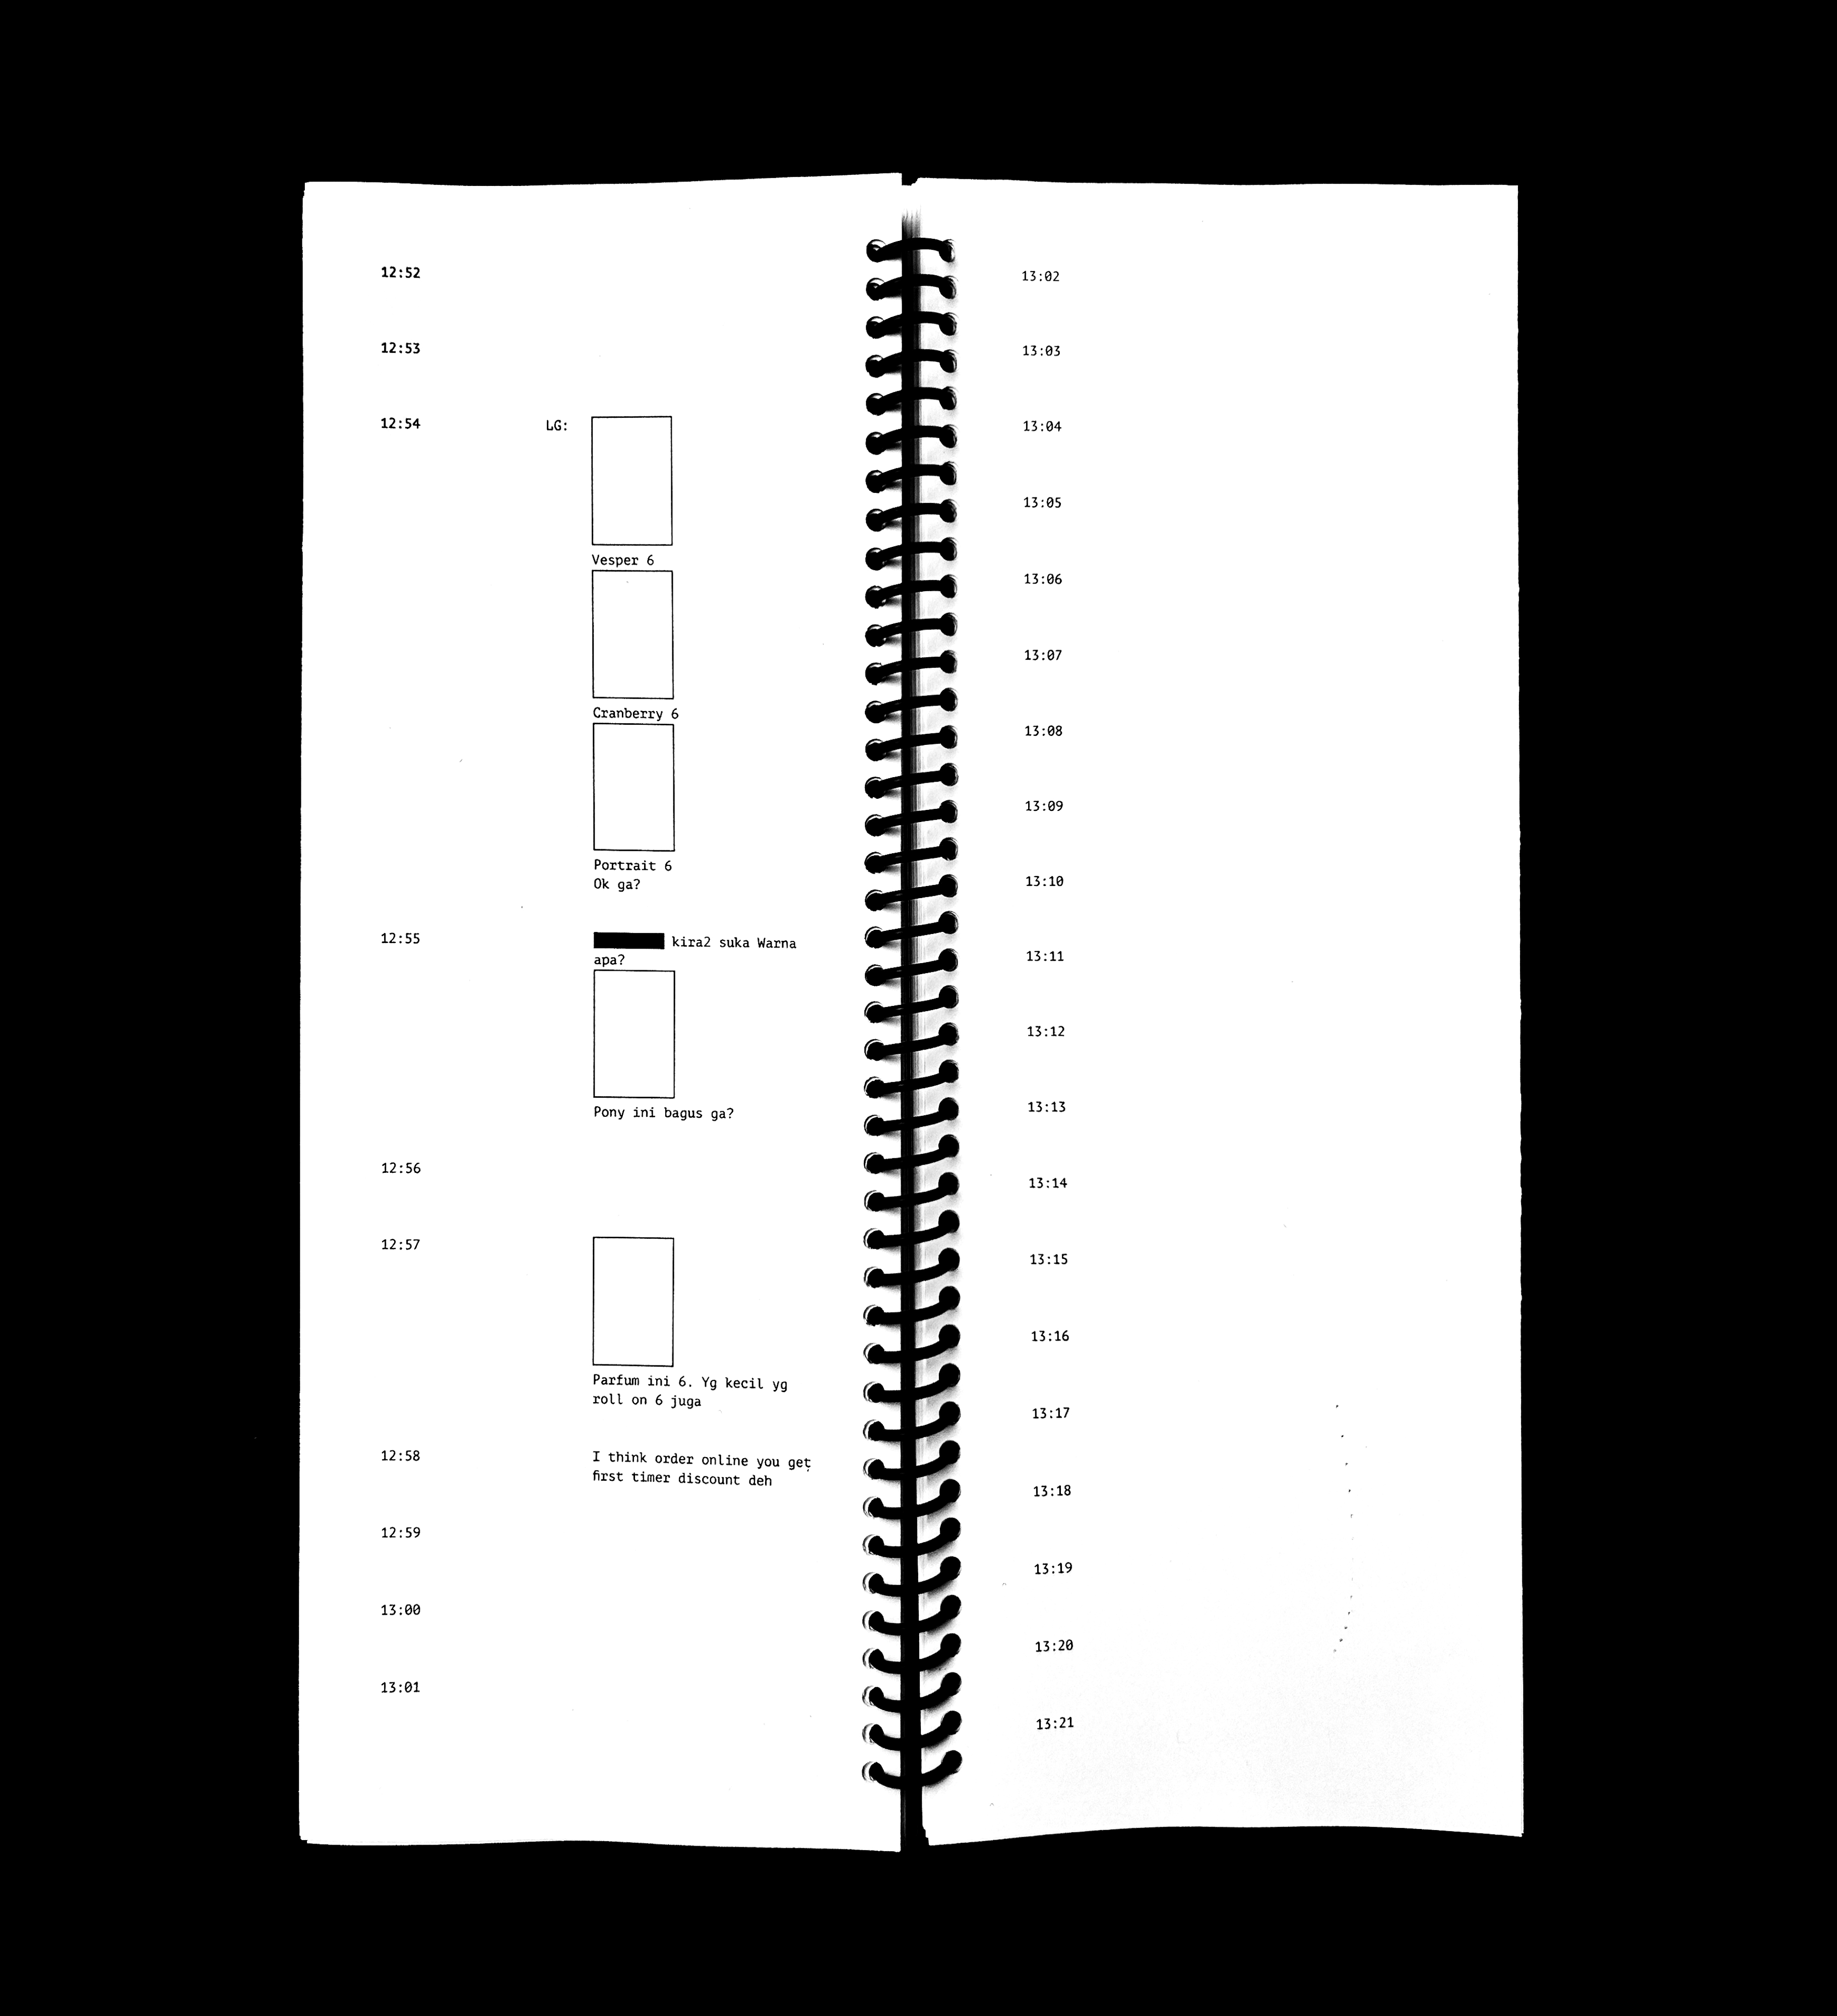 12:52
12:53
12:54 LG:
Vesper 6
Cranberry 6
Portrait 6
Ok ga?
12:55 kira2 suka Warna
apa?
Pony ini bagus ga?
12:56
12:57
Parfum ini 6. Yg kecil yg
roll on 6 juga
12:58 I think order online you get
first timer discount deh
12:59
13:00
13:01
13:02
13:03
13:04
13:05
13:06
13:07
13:08
13:09
13:10
13:11
13:12
13:13
13:14
13:15
13:16
13:17
13:18
13:19
13:20
13:21